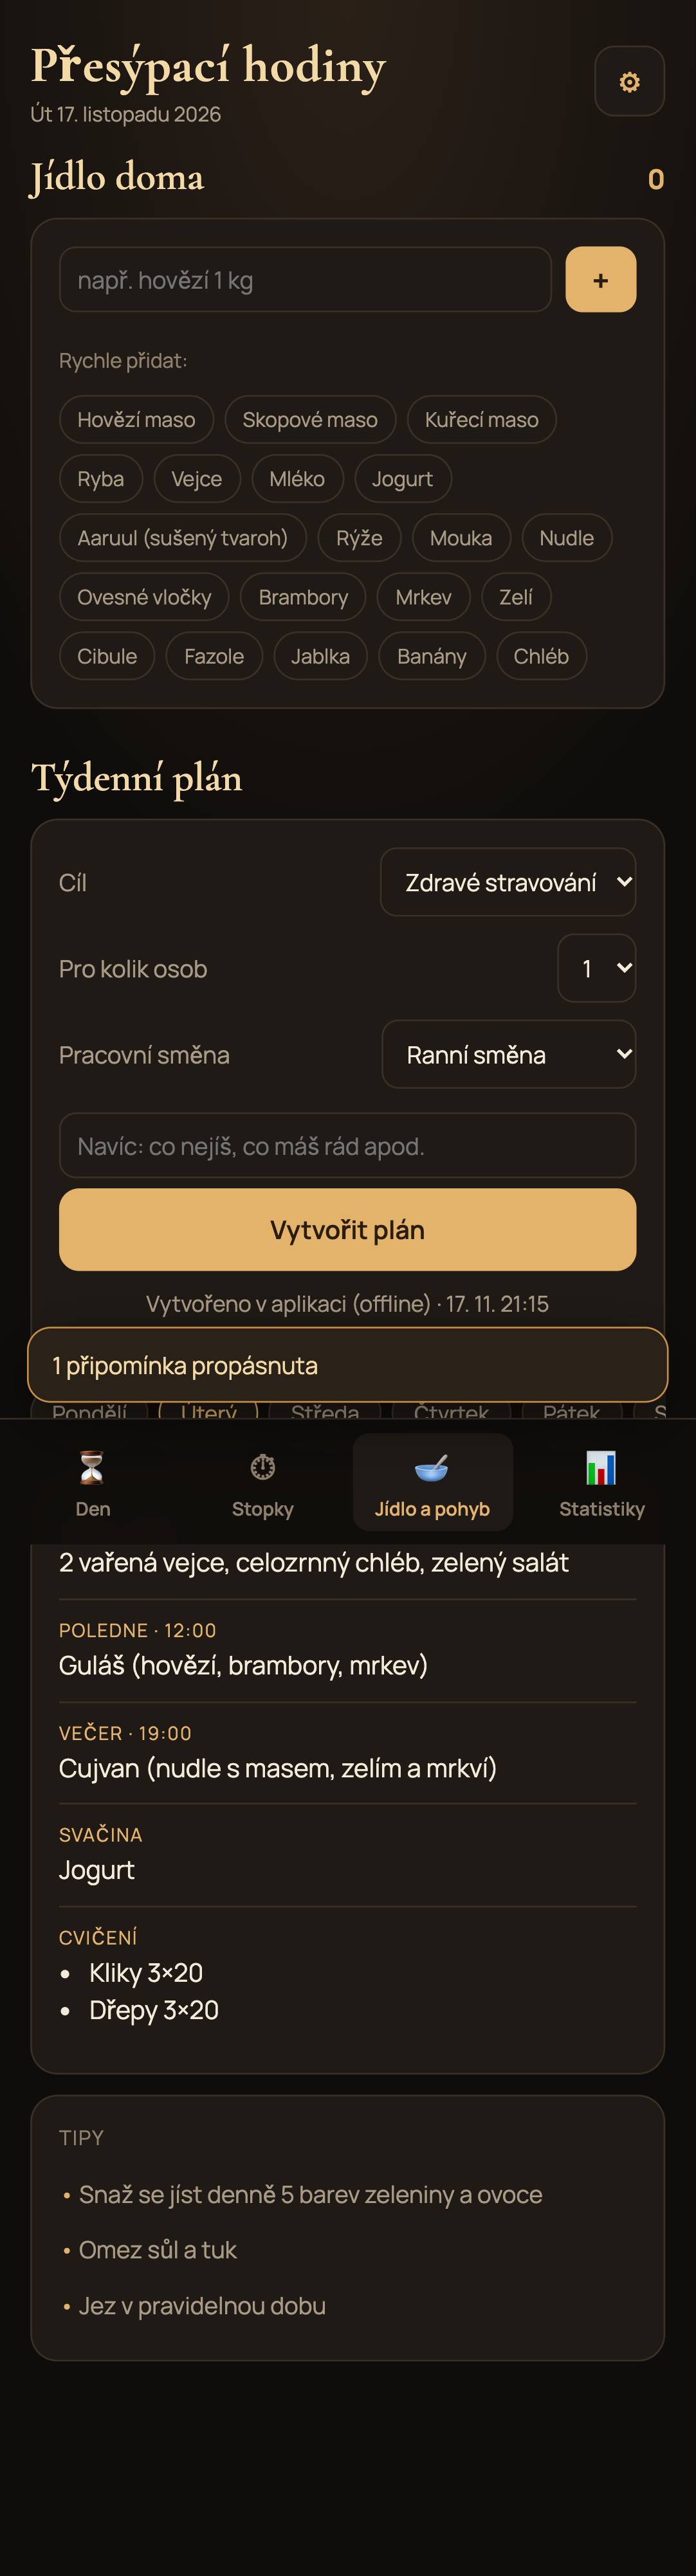 Přesýpací hodiny
Út 17. listopadu 2026
Jídlo doma 0
např. hovězí 1 kg +
Rychle přidat:
Hovězí maso Skopové maso Kuřecí maso
Ryba Vejce Mléko Jogurt
Aaruul (sušený tvaroh) Rýže Mouka Nudle
Ovesné vločky Brambory Mrkev Zelí
Cibule Fazole Jablka Banány Chléb
Týdenní plán
Cíl Zdravé stravování
Pro kolik osob 1
Pracovní směna Ranní směna
Navíc: co nejíš, co máš rád apod.
Vytvořit plán
Vytvořeno v aplikaci (offline) · 17. 11. 21:15
1 připomínka propásnuta
Pondělí Úterý Středa Čtvrtek Pátek
Den Stopky Jídlo a pohyb Statistiky
2 vařená vejce, celozrnný chléb, zelený salát
POLEDNE · 12:00
Guláš (hovězí, brambory, mrkev)
VEČER · 19:00
Cujvan (nudle s masem, zelím a mrkví)
SVAČINA
Jogurt
CVIČENÍ
• Kliky 3×20
• Dřepy 3×20
TIPY
• Snaž se jíst denně 5 barev zeleniny a ovoce
• Omez sůl a tuk
• Jez v pravidelnou dobu